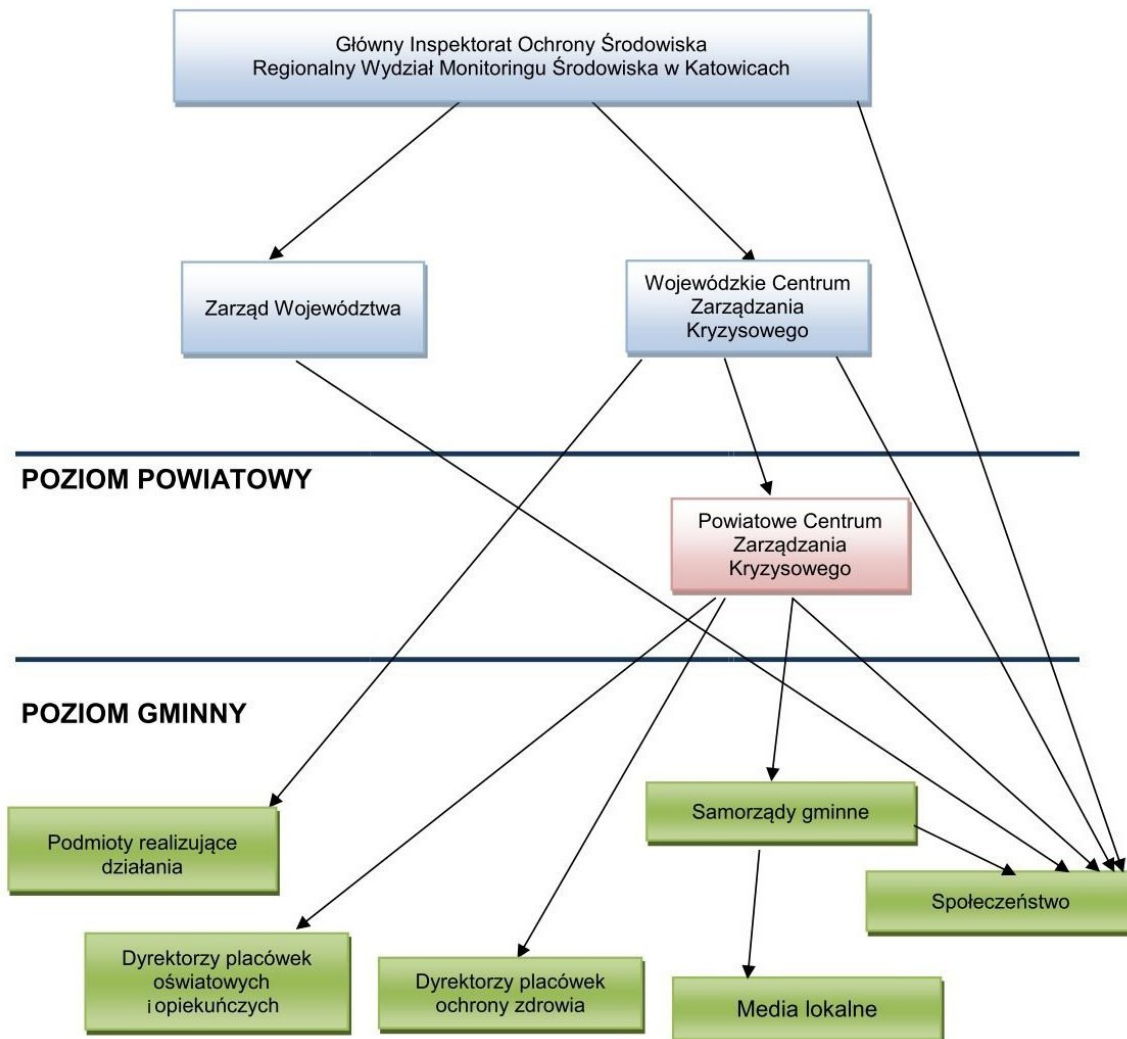 Główny Inspektorat Ochrony Środowiska
Regionalny Wydział Monitoringu Środowiska w Katowicach
Zarząd Województwa
Wojewódzkie Centrum
Zarządzania
Kryzysowego
POZIOM POWIATOWY
Powiatowe Centrum
Zarządzania
Kryzysowego
POZIOM GMINNY
Podmioty realizujące
działania
Samorządy gminne
Społeczeństwo
Dyrektorzy placówek
oświatowych
i opiekuńczych
Dyrektorzy placówek
ochrony zdrowia
Media lokalne